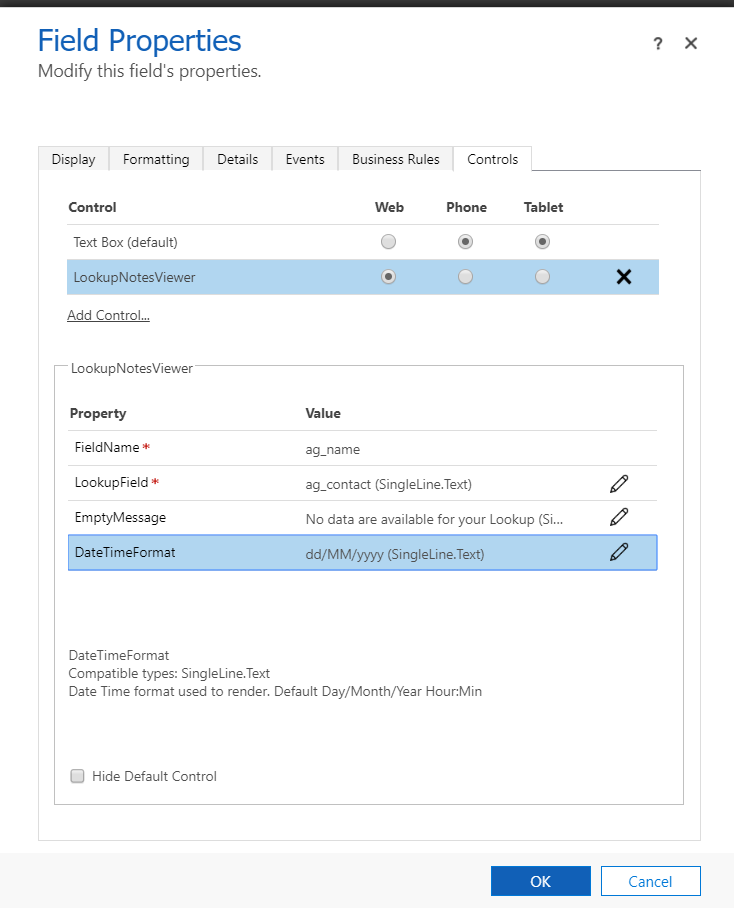 Field Properties
? ✕
Modify this field's properties.
Display Formatting Details Events Business Rules Controls
Control Web Phone Tablet
Text Box (default)
LookupNotesViewer
Add Control...
LookupNotesViewer
Property Value
FieldName * ag_name
LookupField * ag_contact (SingleLine.Text)
EmptyMessage No data are available for your Lookup (Si...
DateTimeFormat dd/MM/yyyy (SingleLine.Text)
DateTimeFormat
Compatible types: SingleLine.Text
Date Time format used to render. Default Day/Month/Year Hour:Min
Hide Default Control
OK Cancel